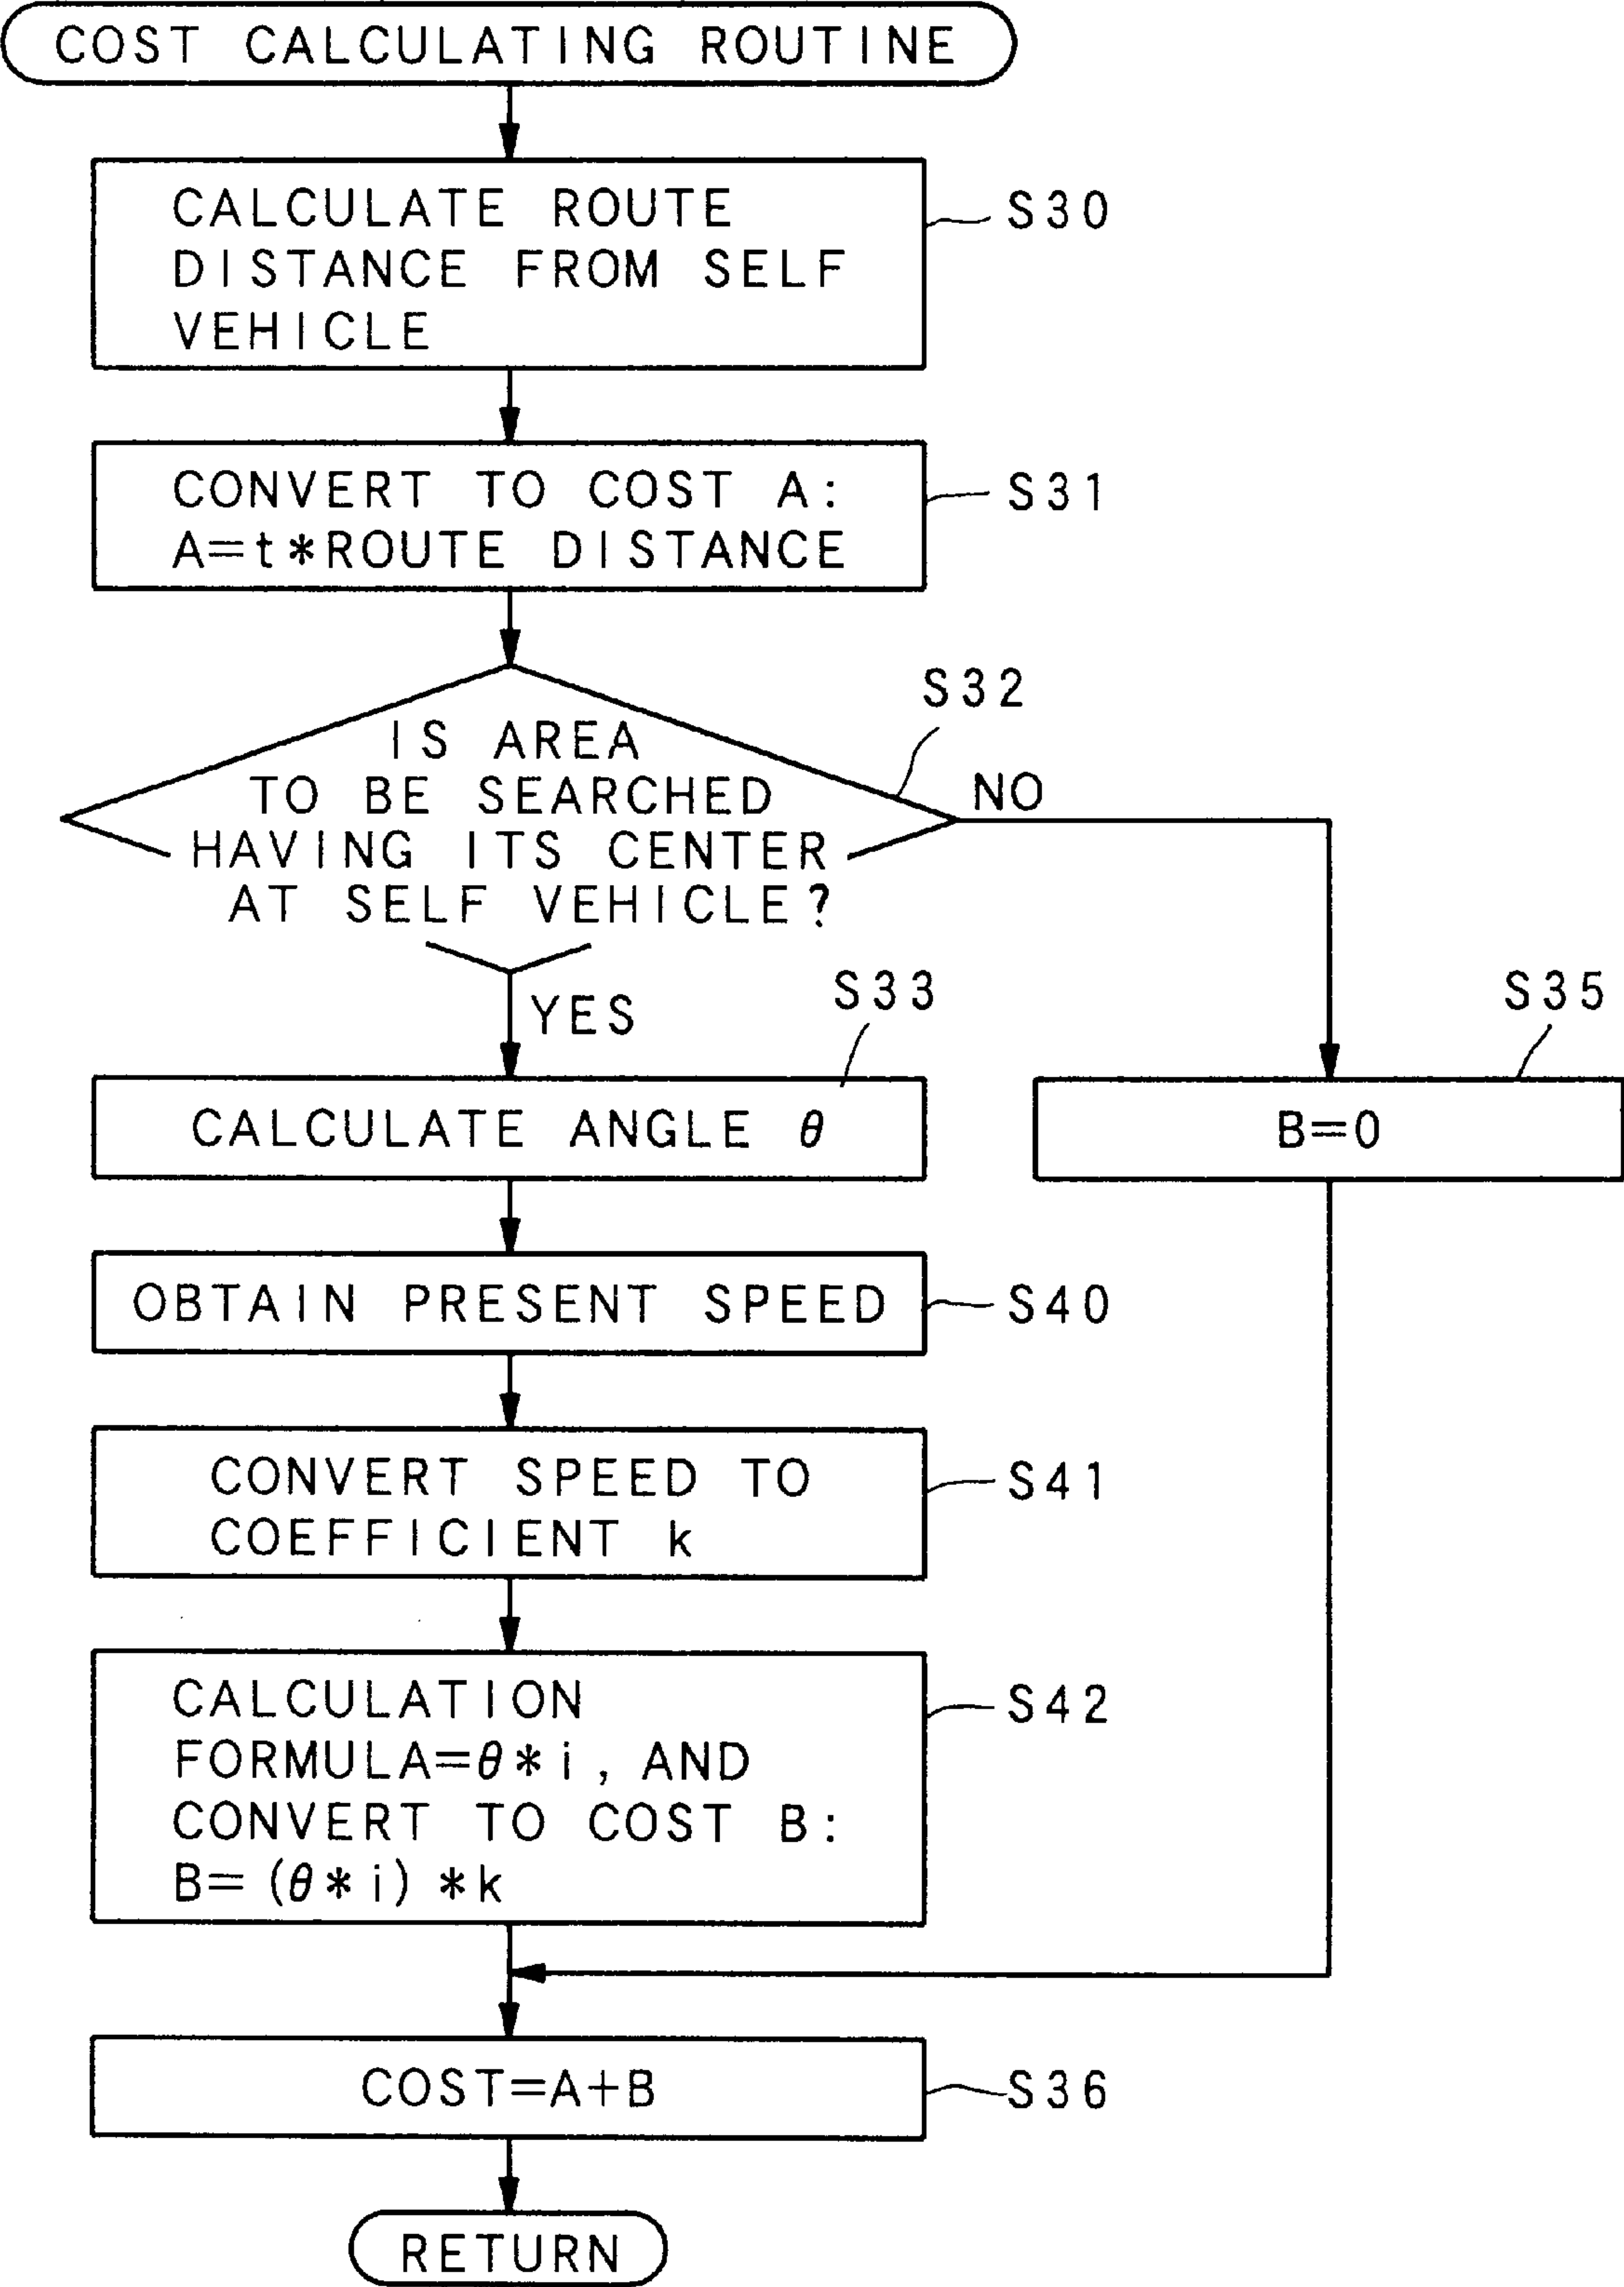 COST CALCULATING ROUTINE
CALCULATE ROUTE
DISTANCE FROM SELF
VEHICLE
S30
CONVERT TO COST A:
A=t*ROUTE DISTANCE
S31
IS AREA
TO BE SEARCHED
HAVING ITS CENTER
AT SELF VEHICLE?
S32
NO
YES
S33
CALCULATE ANGLE θ
S35
B=0
OBTAIN PRESENT SPEED
S40
CONVERT SPEED TO
COEFFICIENT k
S41
CALCULATION
FORMULA=θ*i, AND
CONVERT TO COST B:
B=(θ*i)*k
S42
COST=A+B
S36
RETURN